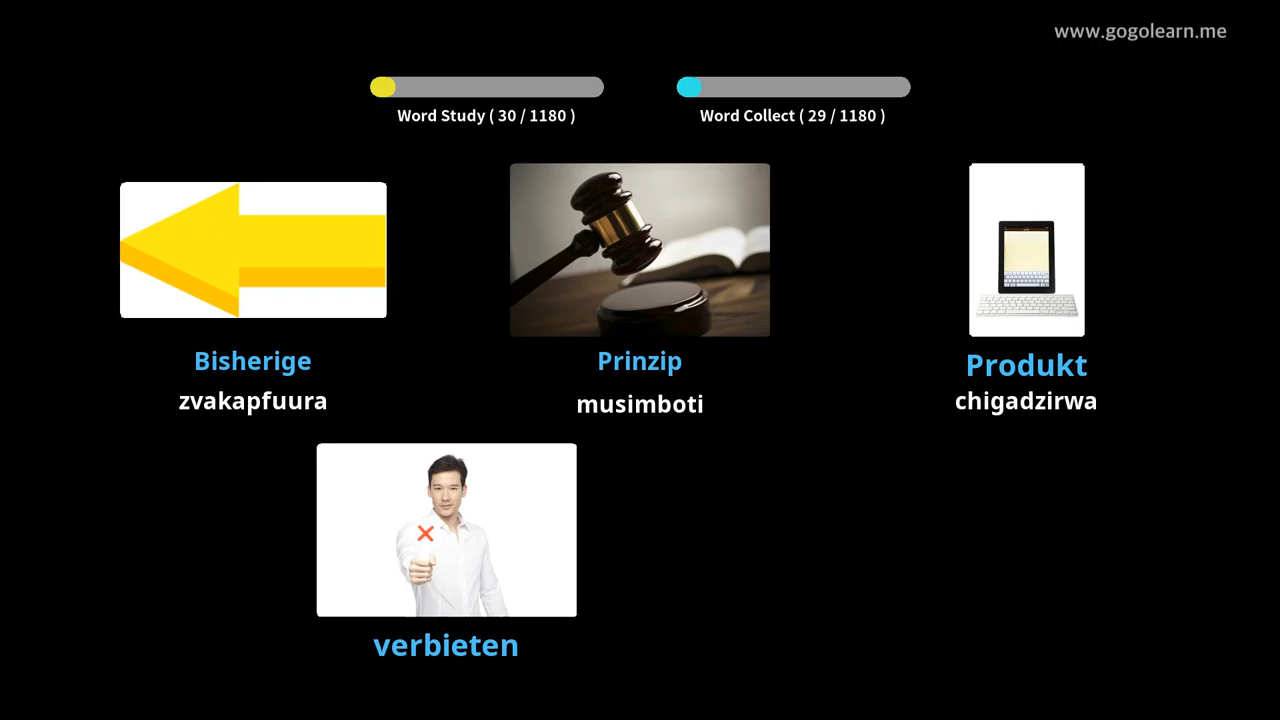 www.gogolearn.me
Word Study ( 30 / 1180 )
Word Collect ( 29 / 1180 )
Bisherige
zvakapfuura
Prinzip
musimboti
Produkt
chigadzirwa
verbieten